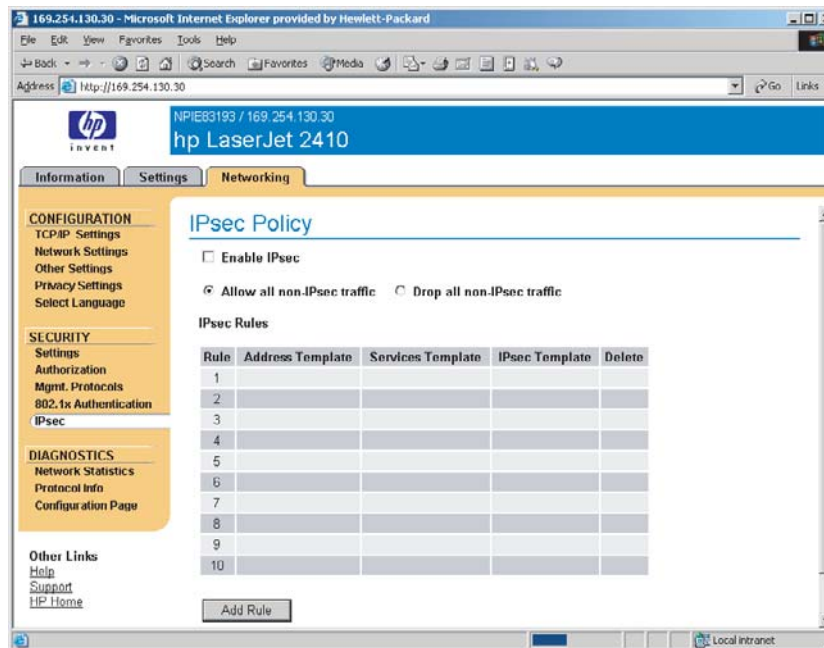 169.254.130.30 - Microsoft Internet Explorer provided by Hewlett-Packard
File Edit View Favorites Tools Help
Back Search Favorites Media
Address http://169.254.130.30 Go Links
hp
invent
NPIE83193 / 169.254.130.30
hp LaserJet 2410
Information Settings Networking
CONFIGURATION
TCP/IP Settings
Network Settings
Other Settings
Privacy Settings
Select Language
SECURITY
Settings
Authorization
Mgmt. Protocols
802.1x Authentication
IPsec
DIAGNOSTICS
Network Statistics
Protocol Info
Configuration Page
Other Links
Help
Support
HP Home
IPsec Policy
Enable IPsec
Allow all non-IPsec traffic Drop all non-IPsec traffic
IPsec Rules
Rule Address Template Services Template IPsec Template Delete
1
2
3
4
5
6
7
8
9
10
Add Rule
Local intranet